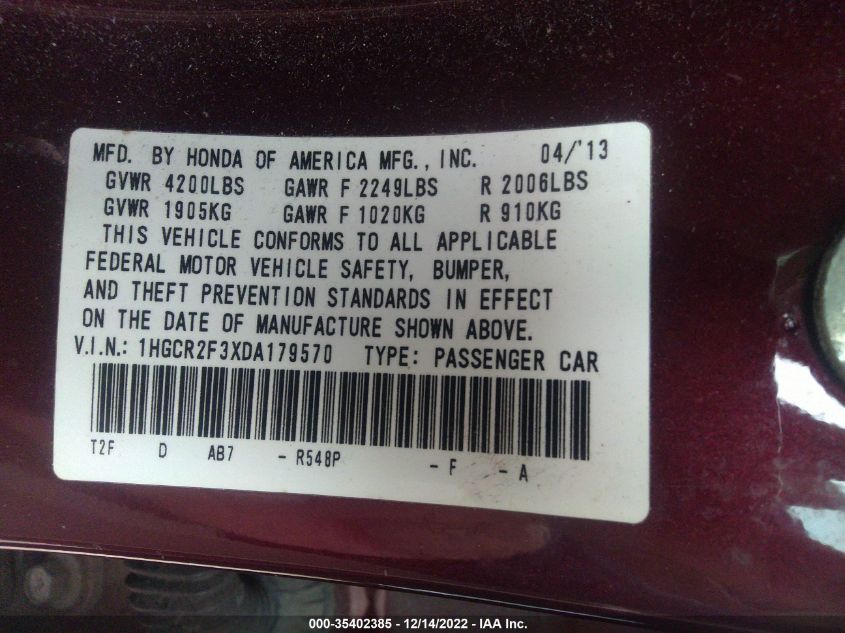 MFD. BY HONDA OF AMERICA MFG., INC. 04/'13
GVWR 4200LBS GAWR F 2249LBS R 2006LBS
GVWR 1905KG GAWR F 1020KG R 910KG
THIS VEHICLE CONFORMS TO ALL APPLICABLE
FEDERAL MOTOR VEHICLE SAFETY, BUMPER,
AND THEFT PREVENTION STANDARDS IN EFFECT
ON THE DATE OF MANUFACTURE SHOWN ABOVE.
V.I.N.: 1HGCR2F3XDA179570 TYPE: PASSENGER CAR
T2F D AB7 - R548P - F - A
000-35402385 - 12/14/2022 - IAA Inc.